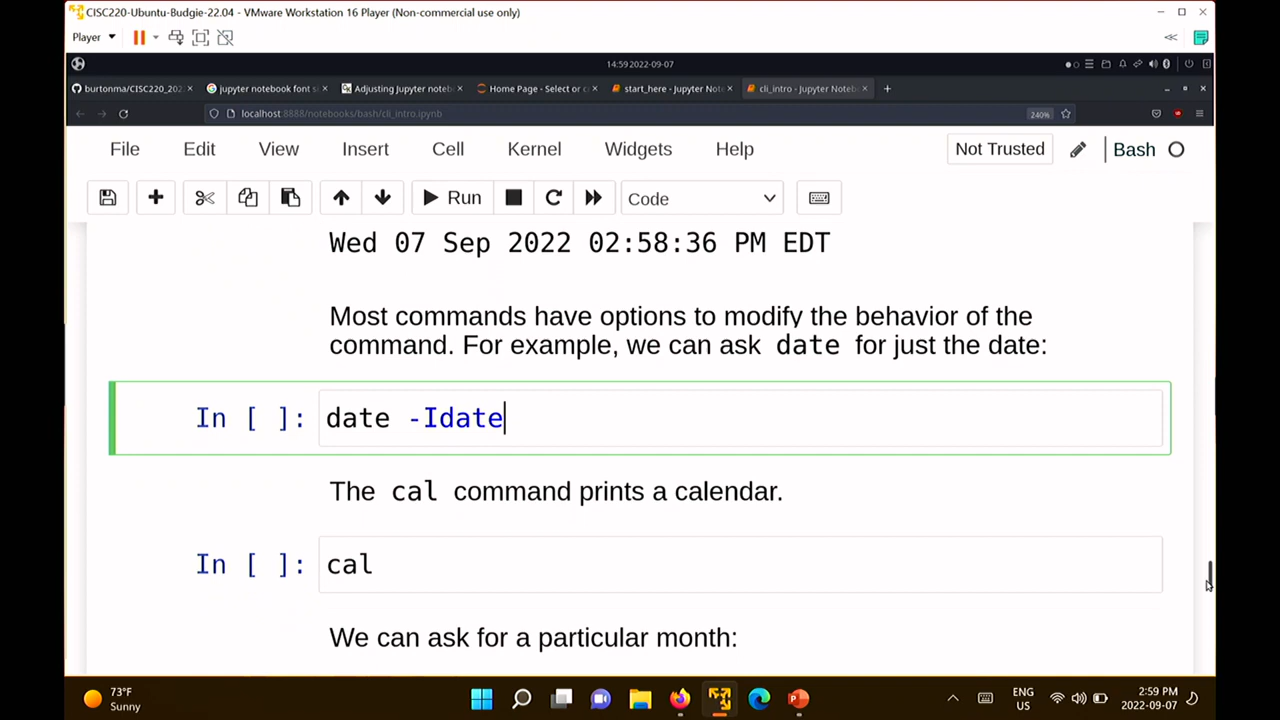 CISC220-Ubuntu-Budgie-22.04 - VMware Workstation 16 Player (Non-commercial use only)
Player
14:59 2022-09-07
burtonma/CISC220_202
jupyter notebook font s
Adjusting Jupyter noteb
Home Page - Select or c
start_here - Jupyter Note
cli_intro - Jupyter Noteb
localhost:8888/notebooks/bash/cli_intro.ipynb
240%
File Edit View Insert Cell Kernel Widgets Help Not Trusted Bash
Run Code
Wed 07 Sep 2022 02:58:36 PM EDT
Most commands have options to modify the behavior of the
command. For example, we can ask date for just the date:
In [ ]: date -Idate
The cal command prints a calendar.
In [ ]: cal
We can ask for a particular month:
73°F
Sunny
ENG
US
2:59 PM
2022-09-07